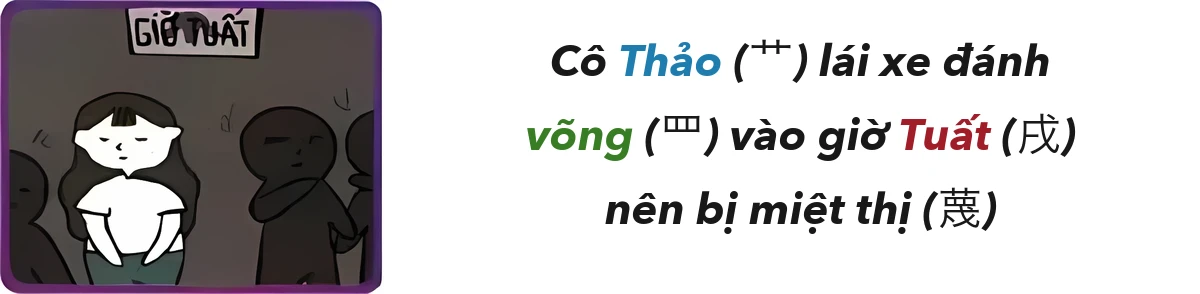 GIỜ TUẤT
Cô Thảo (艹) lái xe đánh
võng (罒) vào giờ Tuất (戌)
nên bị miệt thị (蔑)